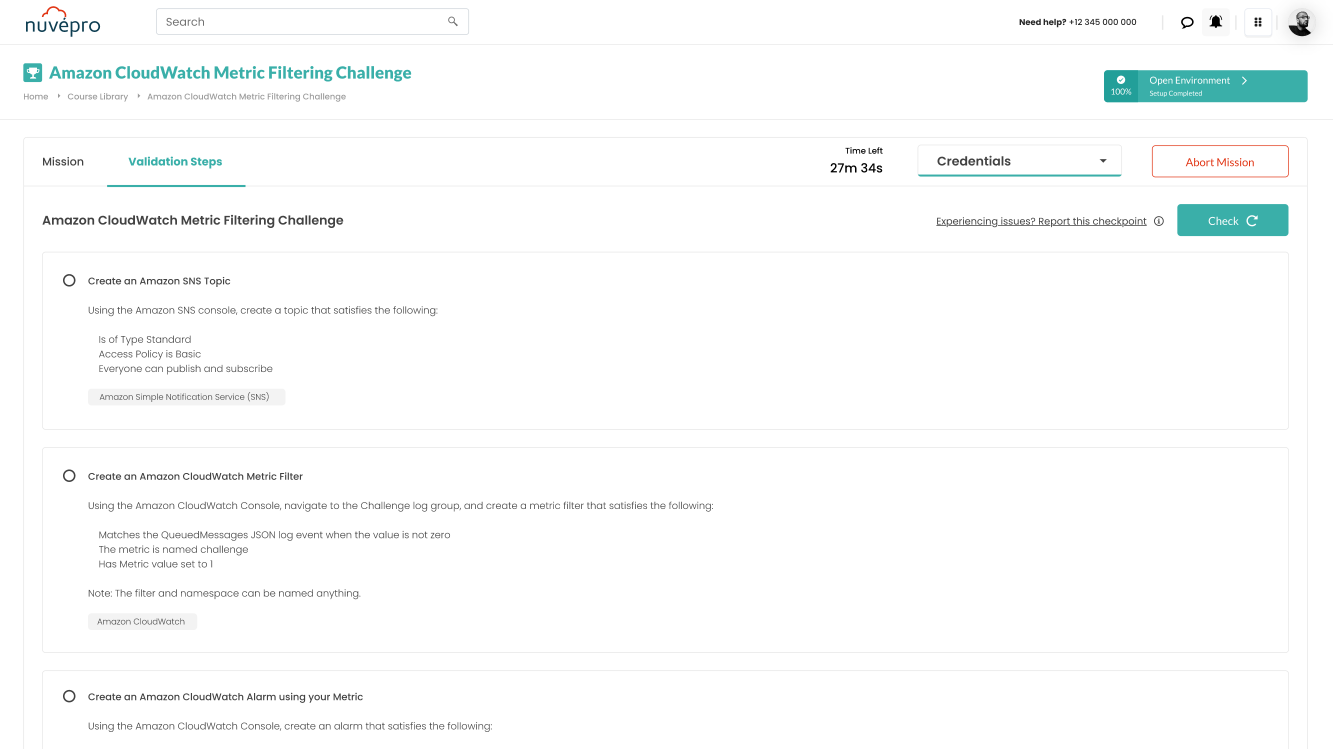 nuvepro
Search
Need help? +12 345 000 000
Amazon CloudWatch Metric Filtering Challenge
Home
Course Library
Amazon CloudWatch Metric Filtering Challenge
100%
Open Environment
Setup Completed
Mission
Validation Steps
Time Left
27m 34s
Credentials
Abort Mission
Amazon CloudWatch Metric Filtering Challenge
Experiencing issues? Report this checkpoint
Check
Create an Amazon SNS Topic
Using the Amazon SNS console, create a topic that satisfies the following:
Is of Type Standard
Access Policy is Basic
Everyone can publish and subscribe
Amazon Simple Notification Service (SNS)
Create an Amazon CloudWatch Metric Filter
Using the Amazon CloudWatch Console, navigate to the Challenge log group, and create a metric filter that satisfies the following:
Matches the QueuedMessages JSON log event when the value is not zero
The metric is named challenge
Has Metric value set to 1
Note: The filter and namespace can be named anything.
Amazon CloudWatch
Create an Amazon CloudWatch Alarm using your Metric
Using the Amazon CloudWatch Console, create an alarm that satisfies the following: